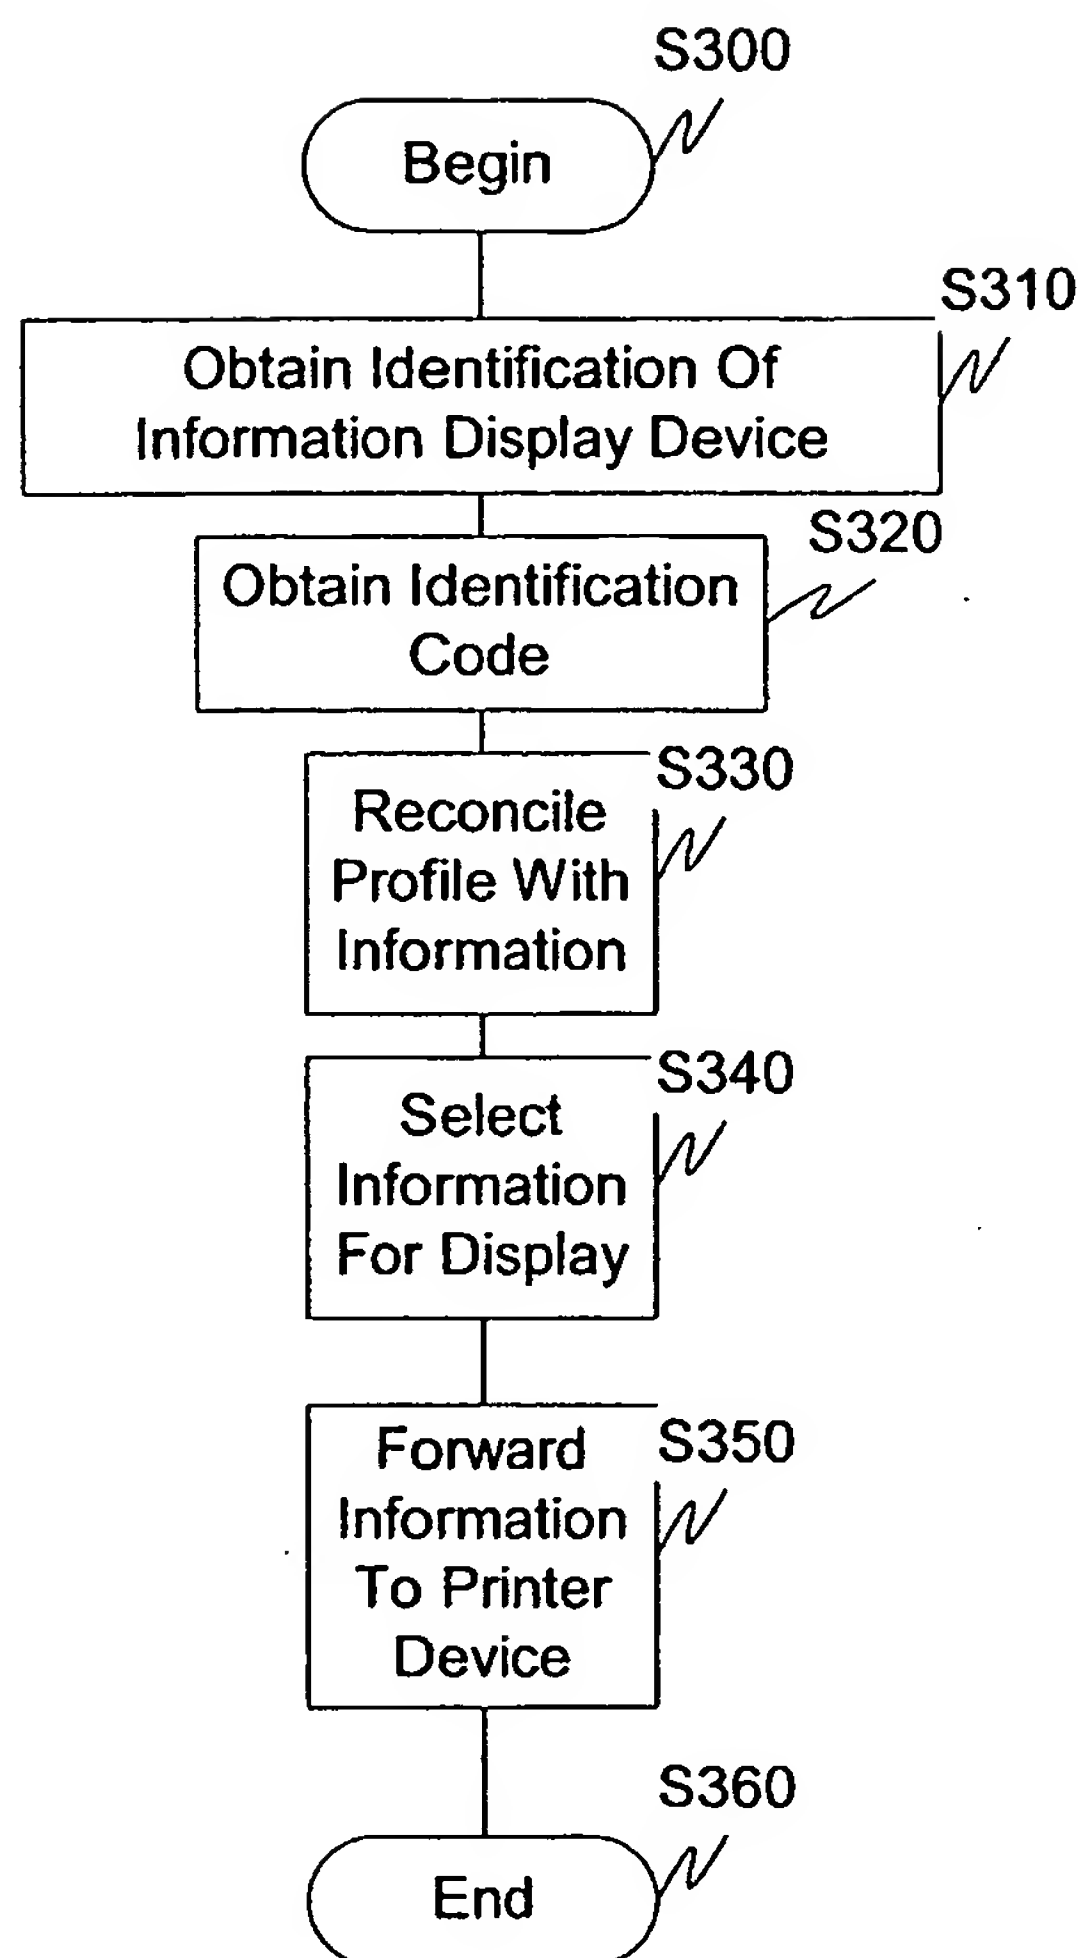 S300
Begin
S310
Obtain Identification Of
Information Display Device
S320
Obtain Identification
Code
S330
Reconcile
Profile With
Information
S340
Select
Information
For Display
S350
Forward
Information
To Printer
Device
S360
End